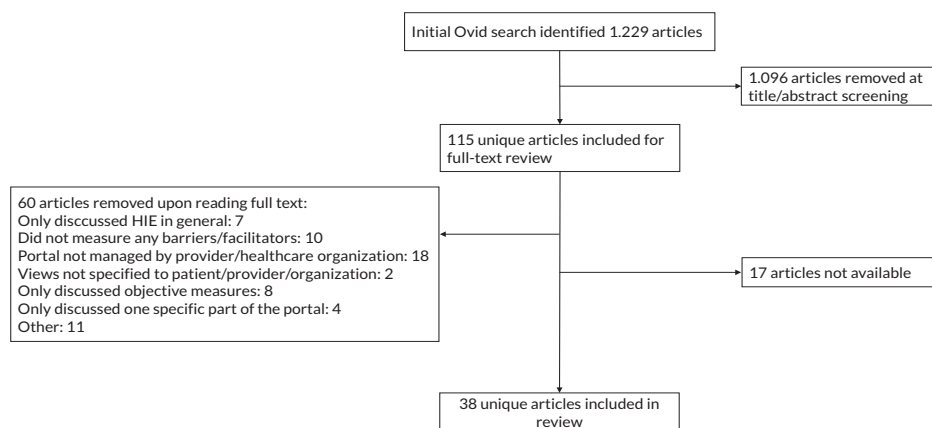 Initial Ovid search identified 1.229 articles
1.096 articles removed at
title/abstract screening
115 unique articles included for
full-text review
60 articles removed upon reading full text:
Only disccussed HIE in general: 7
Did not measure any barriers/facilitators: 10
Portal not managed by provider/healthcare organization: 18
Views not specified to patient/provider/organization: 2
Only discussed objective measures: 8
Only discussed one specific part of the portal: 4
Other: 11
17 articles not available
38 unique articles included in
review